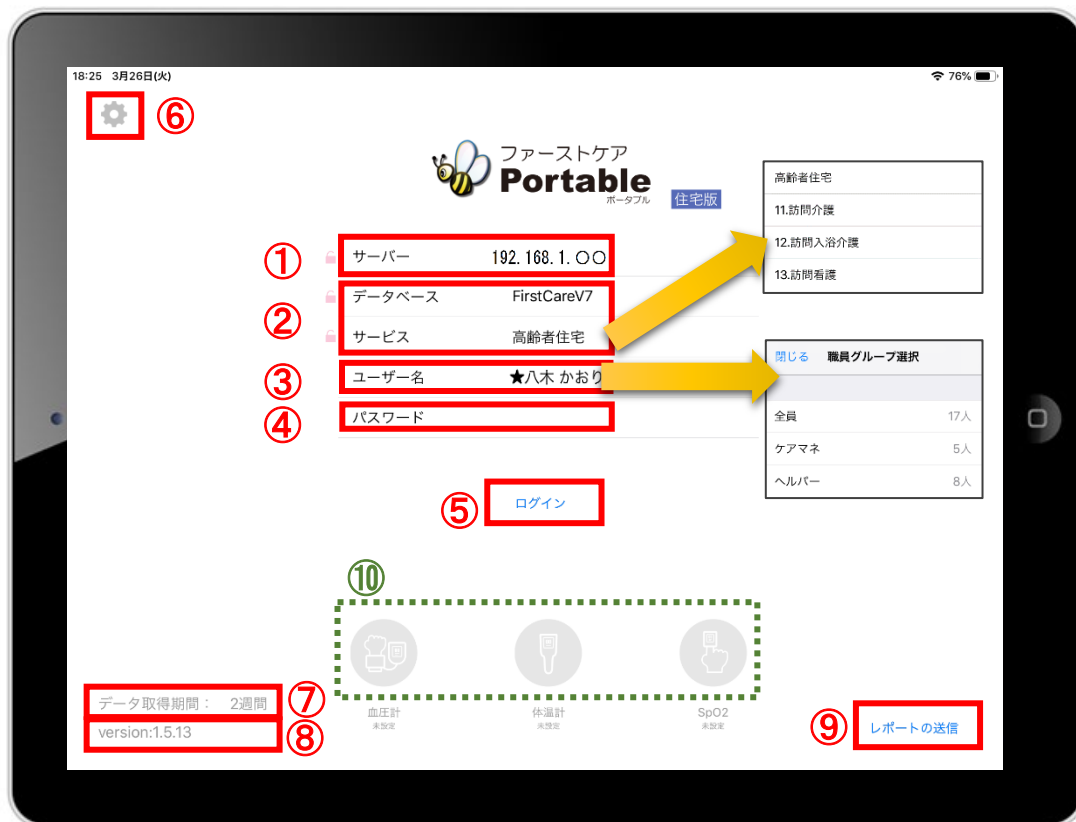 18:25 3月26日(火)
76%
⑥
ファーストケア
Portable
ポータブル
住宅版
① サーバー 192.168.1.〇〇
② データベース FirstCareV7
サービス 高齢者住宅
③ ユーザー名 ★八木 かおり
④ パスワード
⑤ ログイン
高齢者住宅
11.訪問介護
12.訪問入浴介護
13.訪問看護
閉じる 職員グループ選択
全員 17人
ケアマネ 5人
ヘルパー 8人
⑩
血圧計
未設定
体温計
未設定
SpO2
未設定
データ取得期間： 2週間 ⑦
version:1.5.13 ⑧
⑨ レポートの送信